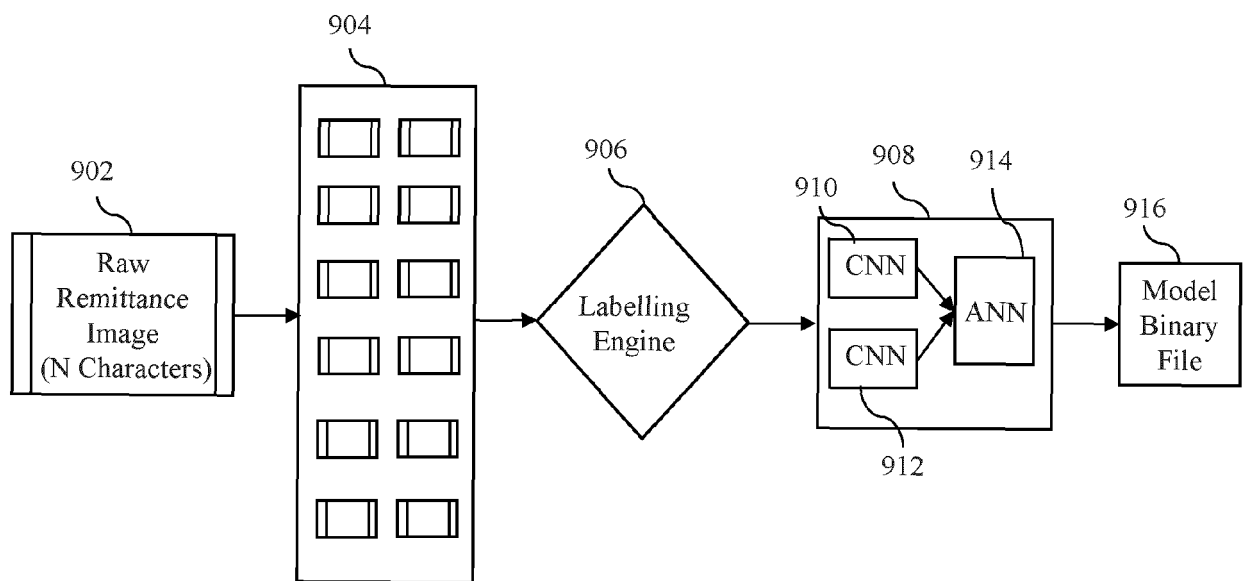 904
906
908
914
902
910
916
Raw
Remittance
Image
(N Characters)
Labelling
Engine
CNN
ANN
CNN
Model
Binary
File
912